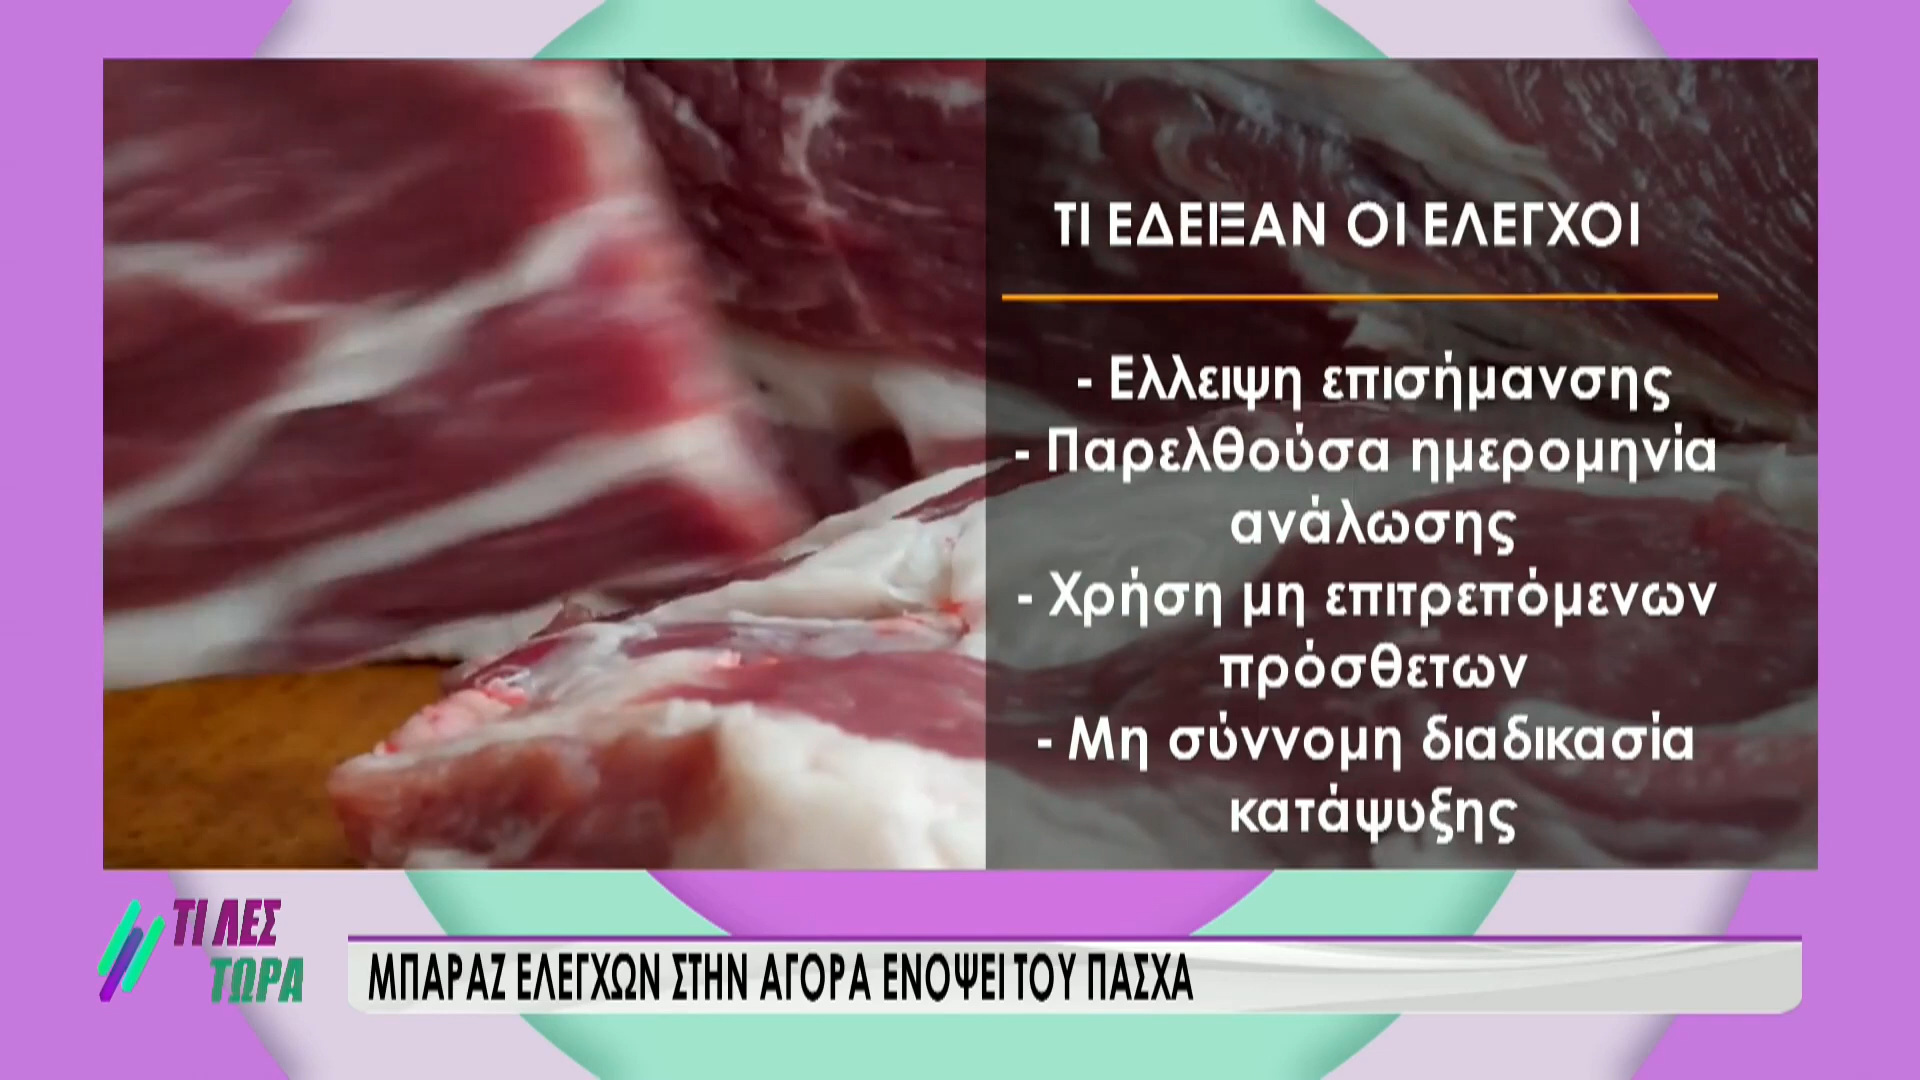 ΤΙ ΕΔΕΙΞΑΝ ΟΙ ΕΛΕΓΧΟΙ
- Ελλειψη επισήμανσης
- Παρελθούσα ημερομηνία
ανάλωσης
- Χρήση μη επιτρεπόμενων
πρόσθετων
- Μη σύννομη διαδικασία
κατάψυξης
ΤΙ ΛΕΣ
ΤΩΡΑ
ΜΠΑΡΑΖ ΕΛΕΓΧΩΝ ΣΤΗΝ ΑΓΟΡΑ ΕΝΟΨΕΙ ΤΟΥ ΠΑΣΧΑ